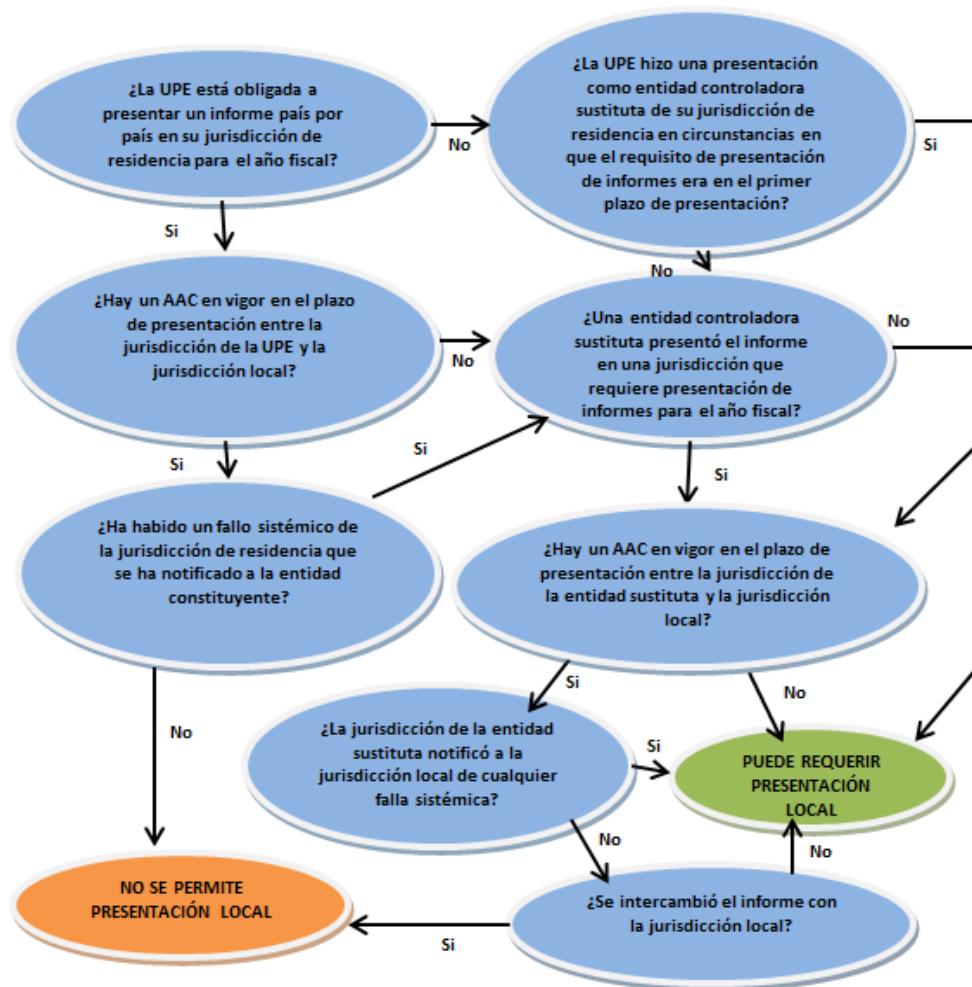 ¿La UPE está obligada a
presentar un informe país por
país en su jurisdicción de
residencia para el año fiscal?
No
¿La UPE hizo una presentación
como entidad controladora
sustituta de su jurisdicción de
residencia en circunstancias en
que el requisito de presentación
de informes era en el primer
plazo de presentación?
Si
Si
No
¿Hay un AAC en vigor en el plazo
de presentación entre la
jurisdicción de la UPE y la
jurisdicción local?
No
¿Una entidad controladora
sustituta presentó el informe
en una jurisdicción que
requiere presentación de
informes para el año fiscal?
No
Si
Si
Si
¿Ha habido un fallo sistémico de
la jurisdicción de residencia que
se ha notificado a la entidad
constituyente?
¿Hay un AAC en vigor en el plazo de
presentación entre la jurisdicción de
la entidad sustituta y la jurisdicción
local?
No
Si
No
¿La jurisdicción de la entidad
sustituta notificó a la
jurisdicción local de cualquier
falla sistémica?
Si
PUEDE REQUERIR
PRESENTACIÓN
LOCAL
No
No
NO SE PERMITE
PRESENTACIÓN LOCAL
Si
¿Se intercambió el informe con
la jurisdicción local?